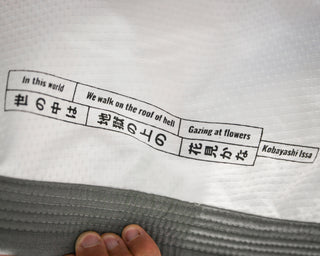 In this world
We walk on the roof of hell
Gazing at flowers
Kobayashi Issa
世の中は
地獄の上の
花見かな